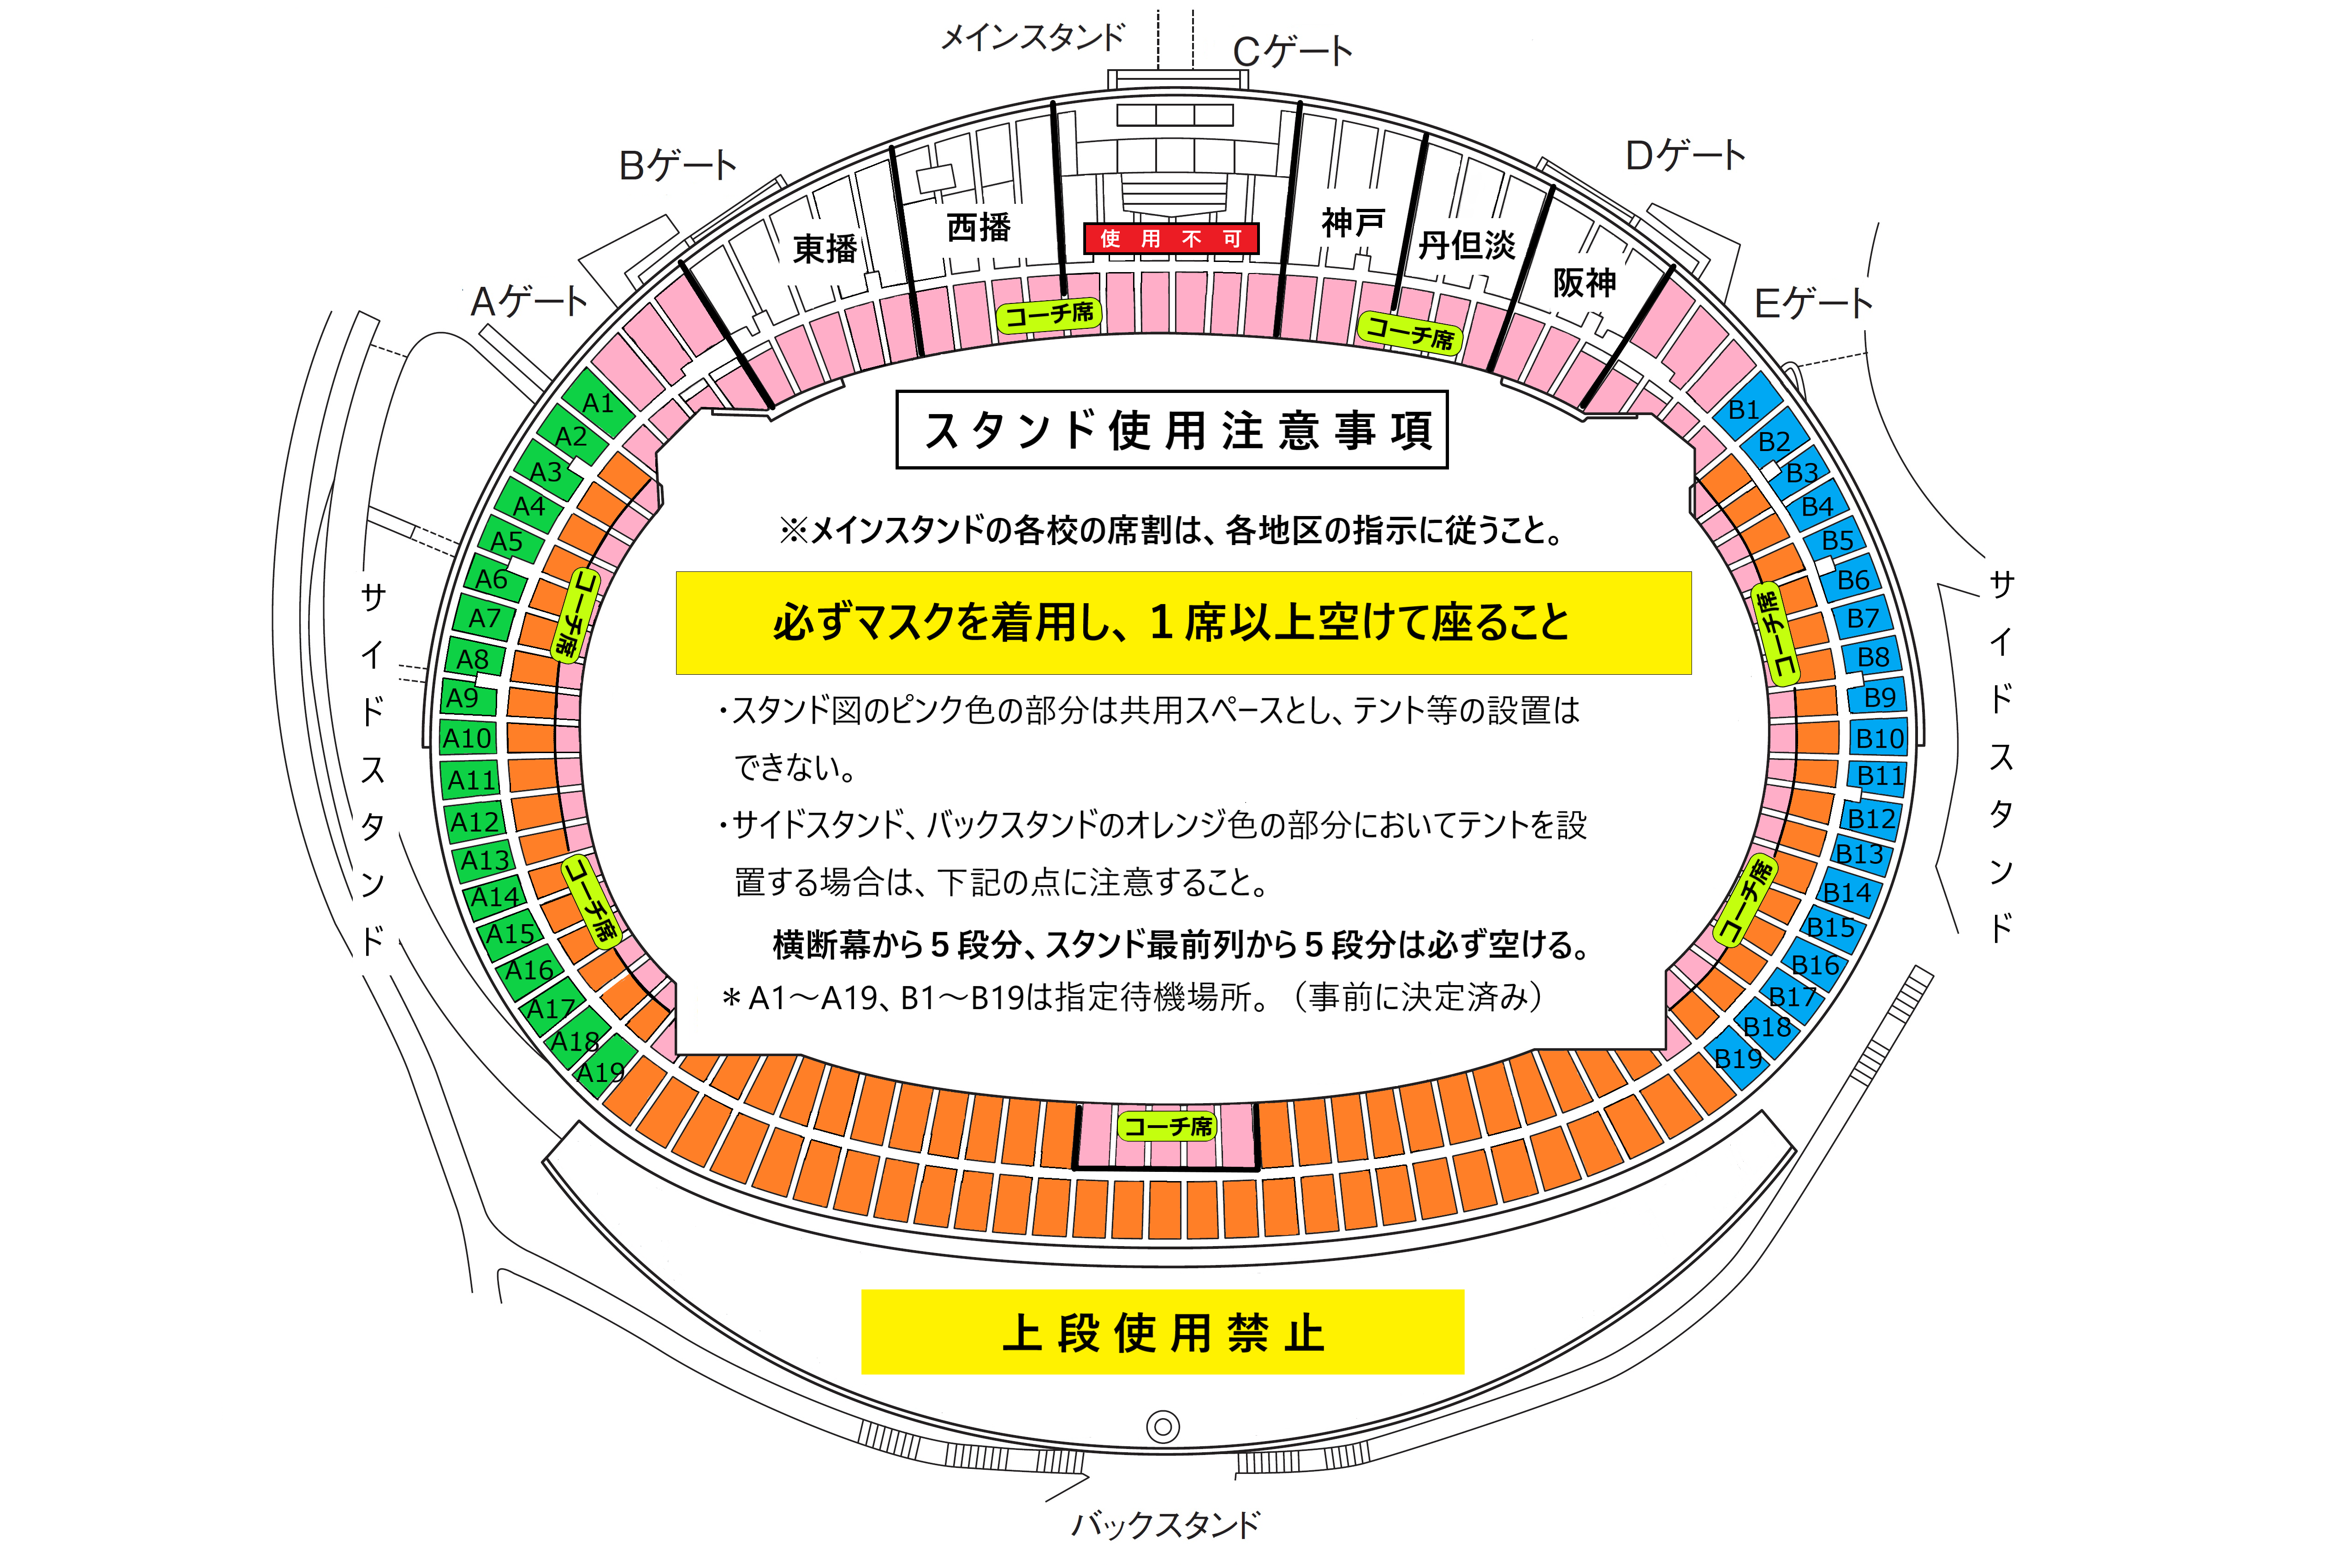 メインスタンド
Cゲート
Bゲート
Dゲート
Aゲート
Eゲート
東播
西播
使用不可
神戸
丹但淡
阪神
コーチ席
コーチ席
スタンド使用注意事項
※メインスタンドの各校の席割は、各地区の指示に従うこと。
必ずマスクを着用し、１席以上空けて座ること
・スタンド図のピンク色の部分は共用スペースとし、テント等の設置は
できない。
・サイドスタンド、バックスタンドのオレンジ色の部分においてテントを設
置する場合は、下記の点に注意すること。
横断幕から５段分、スタンド最前列から５段分は必ず空ける。
＊A1～A19、B1～B19は指定待機場所。（事前に決定済み）
サイドスタンド
A1
A2
A3
A4
A5
A6
A7
A8
A9
A10
A11
A12
A13
A14
A15
A16
A17
A18
A19
コーチ席
コーチ席
B1
B2
B3
B4
B5
B6
B7
B8
B9
B10
B11
B12
B13
B14
B15
B16
B17
B18
B19
コーチ席
コーチ席
サイドスタンド
コーチ席
上段使用禁止
バックスタンド